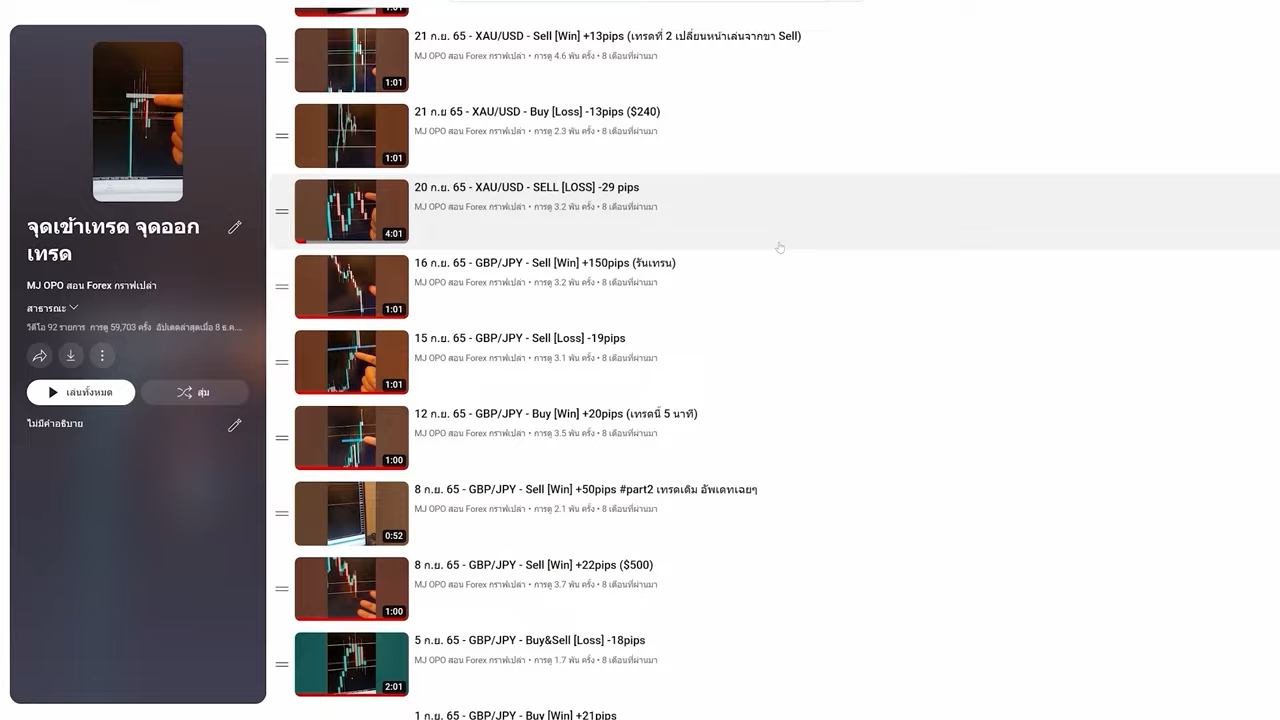 จุดเข้าเทรด จุดออก
เทรด
MJ OPO สอน Forex กราฟเปล่า
สาธารณะ
วิดีโอ 92 รายการ การดู 59,703 ครั้ง อัปเดตล่าสุดเมื่อ 8 ธ.ค....
เล่นทั้งหมด
สุ่ม
ไม่มีคำอธิบาย
1:01
21 ก.ย. 65 - XAU/USD - Sell [Win] +13pips (เทรดที่ 2 เปลี่ยนหน้าเล่นจากขา Sell)
MJ OPO สอน Forex กราฟเปล่า • การดู 4.6 พัน ครั้ง • 8 เดือนที่ผ่านมา
1:01
21 ก.ย 65 - XAU/USD - Buy [Loss] -13pips ($240)
MJ OPO สอน Forex กราฟเปล่า • การดู 2.3 พัน ครั้ง • 8 เดือนที่ผ่านมา
1:01
20 ก.ย. 65 - XAU/USD - SELL [LOSS] -29 pips
MJ OPO สอน Forex กราฟเปล่า • การดู 3.2 พัน ครั้ง • 8 เดือนที่ผ่านมา
4:01
16 ก.ย. 65 - GBP/JPY - Sell [Win] +150pips (รันเทรน)
MJ OPO สอน Forex กราฟเปล่า • การดู 3.2 พัน ครั้ง • 8 เดือนที่ผ่านมา
1:01
15 ก.ย. 65 - GBP/JPY - Sell [Loss] -19pips
MJ OPO สอน Forex กราฟเปล่า • การดู 3.1 พัน ครั้ง • 8 เดือนที่ผ่านมา
1:01
12 ก.ย. 65 - GBP/JPY - Buy [Win] +20pips (เทรดนี้ 5 นาที)
MJ OPO สอน Forex กราฟเปล่า • การดู 3.5 พัน ครั้ง • 8 เดือนที่ผ่านมา
1:00
8 ก.ย. 65 - GBP/JPY - Sell [Win] +50pips #part2 เทรดเดิม อัพเดทเฉยๆ
MJ OPO สอน Forex กราฟเปล่า • การดู 2.1 พัน ครั้ง • 8 เดือนที่ผ่านมา
0:52
8 ก.ย. 65 - GBP/JPY - Sell [Win] +22pips ($500)
MJ OPO สอน Forex กราฟเปล่า • การดู 3.7 พัน ครั้ง • 8 เดือนที่ผ่านมา
1:00
5 ก.ย. 65 - GBP/JPY - Buy&Sell [Loss] -18pips
MJ OPO สอน Forex กราฟเปล่า • การดู 1.7 พัน ครั้ง • 8 เดือนที่ผ่านมา
2:01
1 ก.ย. 65 - GBP/JPY - Buy [Win] +21pips